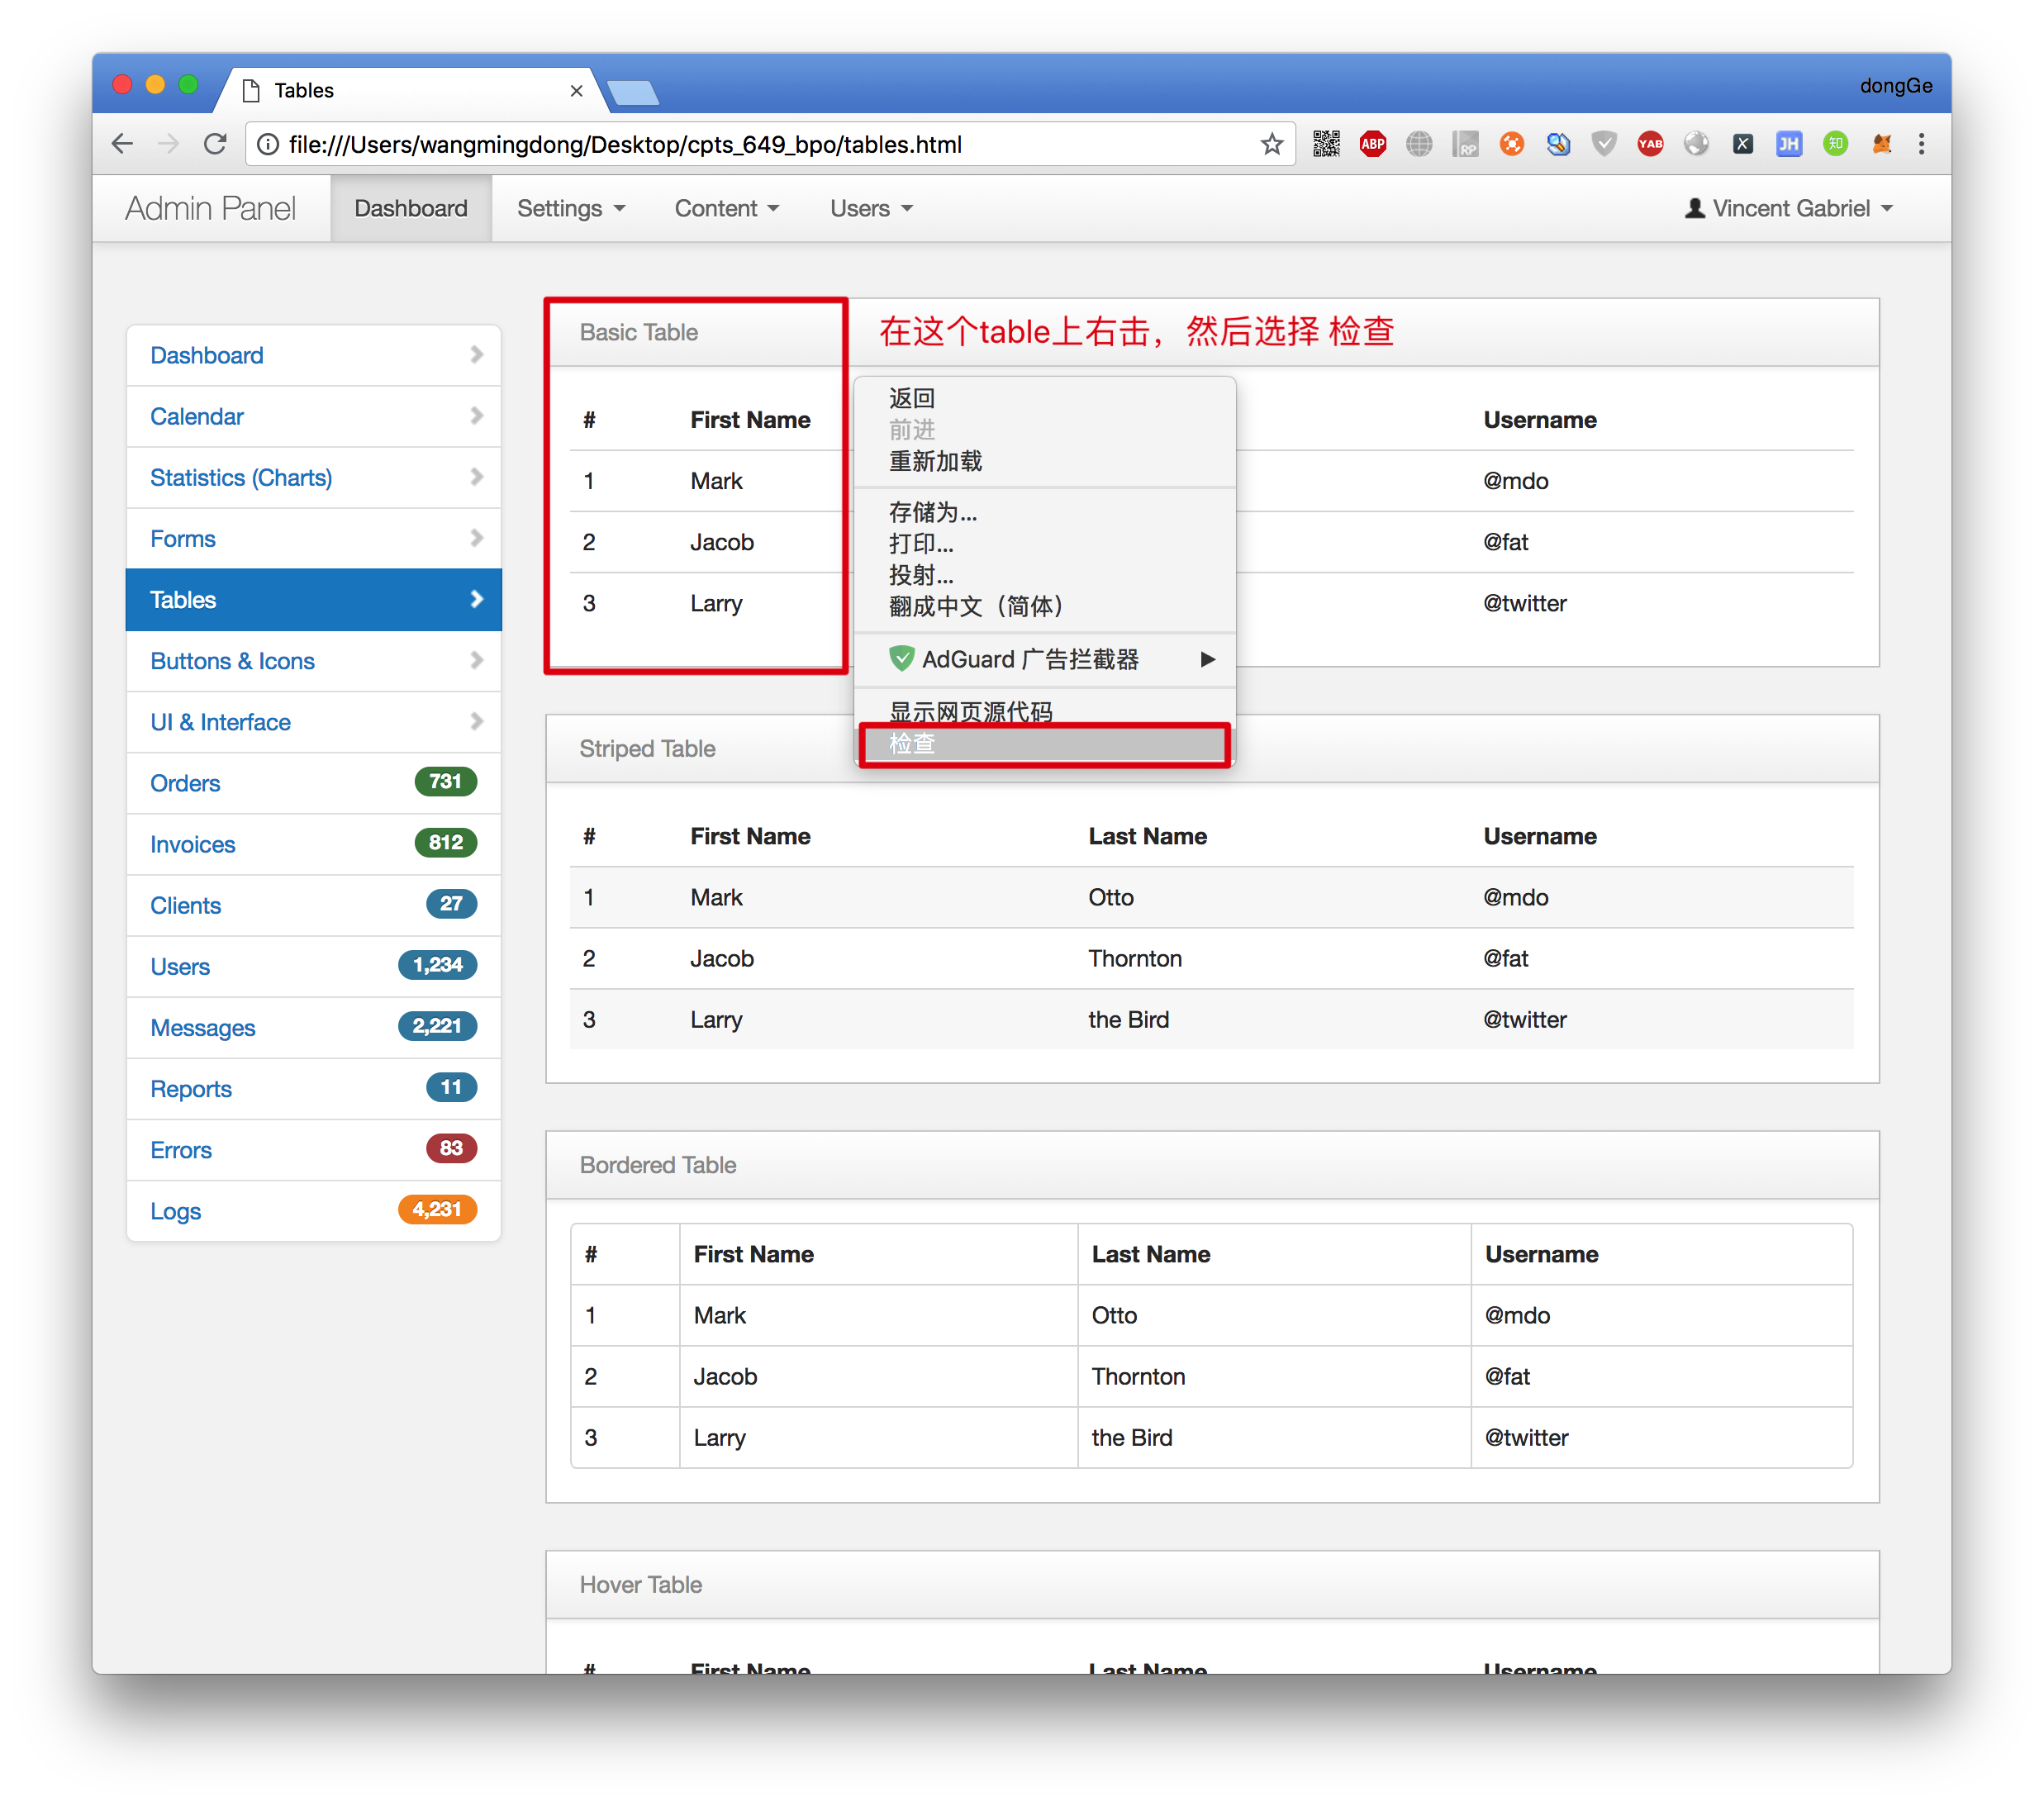 Tables
dongGe
file:///Users/wangmingdong/Desktop/cpts_649_bpo/tables.html
ABP
RP
YAB
X
JH
知
Admin Panel
Dashboard
Settings
Content
Users
Vincent Gabriel
Dashboard
Calendar
Statistics (Charts)
Forms
Tables
Buttons & Icons
UI & Interface
Orders 731
Invoices 812
Clients 27
Users 1,234
Messages 2,221
Reports 11
Errors 83
Logs 4,231
Basic Table
在这个table上右击，然后选择 检查
# First Name Username
1 Mark @mdo
2 Jacob @fat
3 Larry @twitter
返回
前进
重新加载
存储为...
打印...
投射...
翻成中文（简体）
AdGuard 广告拦截器
显示网页源代码
检查
Striped Table
# First Name Last Name Username
1 Mark Otto @mdo
2 Jacob Thornton @fat
3 Larry the Bird @twitter
Bordered Table
# First Name Last Name Username
1 Mark Otto @mdo
2 Jacob Thornton @fat
3 Larry the Bird @twitter
Hover Table
# First Name Last Name Username